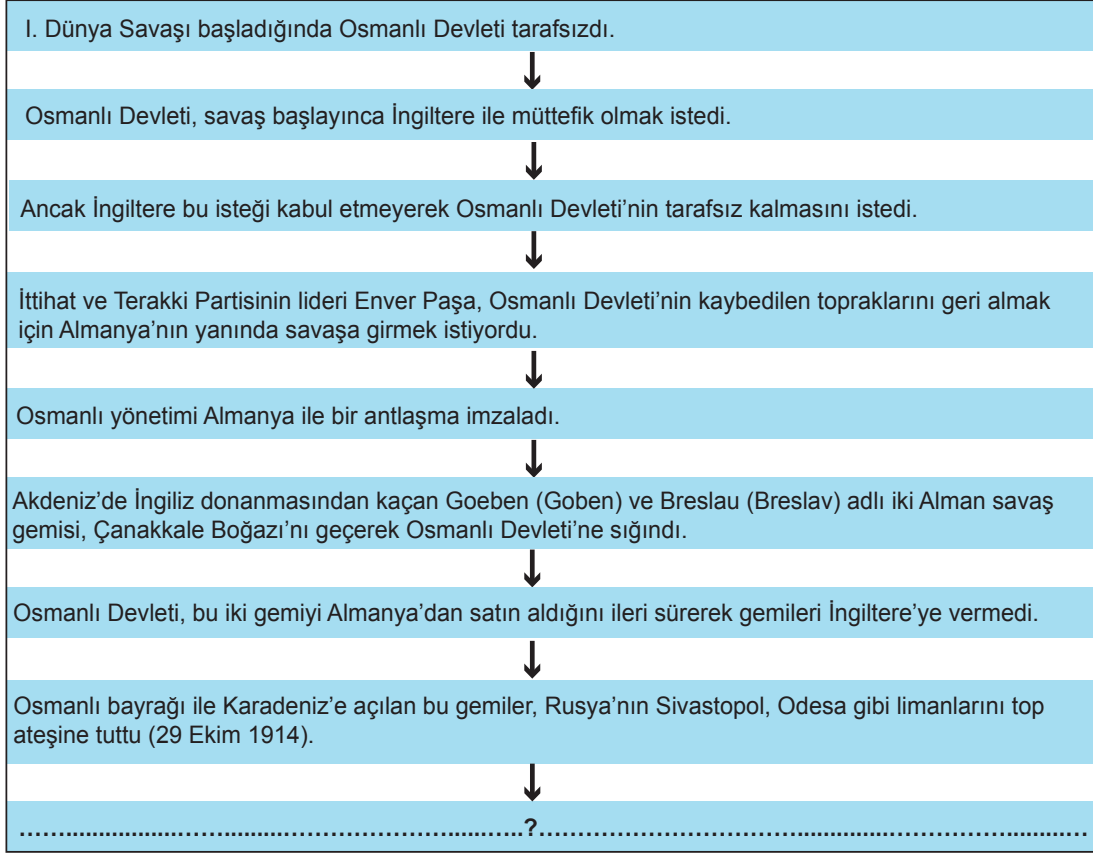 I. Dünya Savaşı başladığında Osmanlı Devleti tarafsızdı.
Osmanlı Devleti, savaş başlayınca İngiltere ile müttefik olmak istedi.
Ancak İngiltere bu isteği kabul etmeyerek Osmanlı Devleti’nin tarafsız kalmasını istedi.
İttihat ve Terakki Partisinin lideri Enver Paşa, Osmanlı Devleti’nin kaybedilen topraklarını geri almak
için Almanya’nın yanında savaşa girmek istiyordu.
Osmanlı yönetimi Almanya ile bir antlaşma imzaladı.
Akdeniz’de İngiliz donanmasından kaçan Goeben (Goben) ve Breslau (Breslav) adlı iki Alman savaş
gemisi, Çanakkale Boğazı’nı geçerek Osmanlı Devleti’ne sığındı.
Osmanlı Devleti, bu iki gemiyi Almanya’dan satın aldığını ileri sürerek gemileri İngiltere’ye vermedi.
Osmanlı bayrağı ile Karadeniz’e açılan bu gemiler, Rusya’nın Sivastopol, Odesa gibi limanlarını top
ateşine tuttu (29 Ekim 1914).
……..................…….........…………………….......…..?…………………………………...............……………..........…